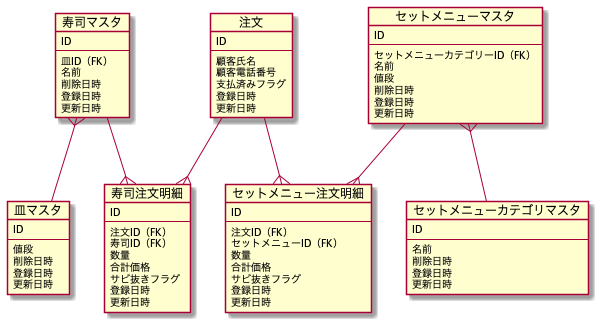 寿司マスタ
ID
皿ID（FK）
名前
削除日時
登録日時
更新日時
注文
ID
顧客氏名
顧客電話番号
支払済みフラグ
登録日時
更新日時
セットメニューマスタ
ID
セットメニューカテゴリーID（FK）
名前
値段
削除日時
登録日時
更新日時
皿マスタ
ID
値段
削除日時
登録日時
更新日時
寿司注文明細
ID
注文ID（FK）
寿司ID（FK）
数量
合計価格
サビ抜きフラグ
登録日時
更新日時
セットメニュー注文明細
ID
注文ID（FK）
セットメニューID（FK）
数量
合計価格
サビ抜きフラグ
登録日時
更新日時
セットメニューカテゴリマスタ
ID
名前
削除日時
登録日時
更新日時